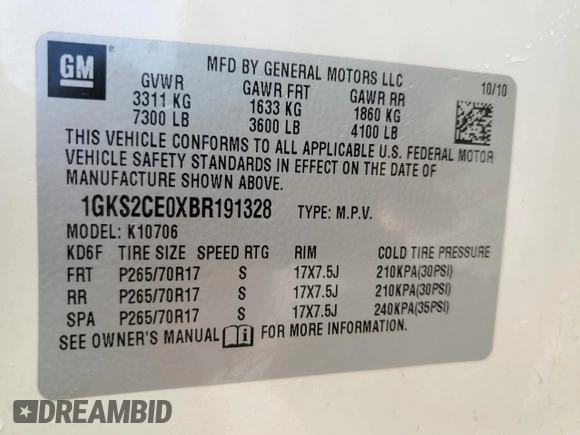 GM
MFD BY GENERAL MOTORS LLC
10/10
GVWR GAWR FRT GAWR RR
3311 KG 1633 KG 1860 KG
7300 LB 3600 LB 4100 LB
THIS VEHICLE CONFORMS TO ALL APPLICABLE U.S. FEDERAL MOTOR
VEHICLE SAFETY STANDARDS IN EFFECT ON THE DATE OF
MANUFACTURE SHOWN ABOVE.
1GKS2CE0XBR191328 TYPE: M.P.V.
MODEL: K10706
KD6F TIRE SIZE SPEED RTG RIM COLD TIRE PRESSURE
FRT P265/70R17 S 17X7.5J 210KPA(30PSI)
RR P265/70R17 S 17X7.5J 210KPA(30PSI)
SPA P265/70R17 S 17X7.5J 240KPA(35PSI)
SEE OWNER'S MANUAL i FOR MORE INFORMATION.
DREAMBID